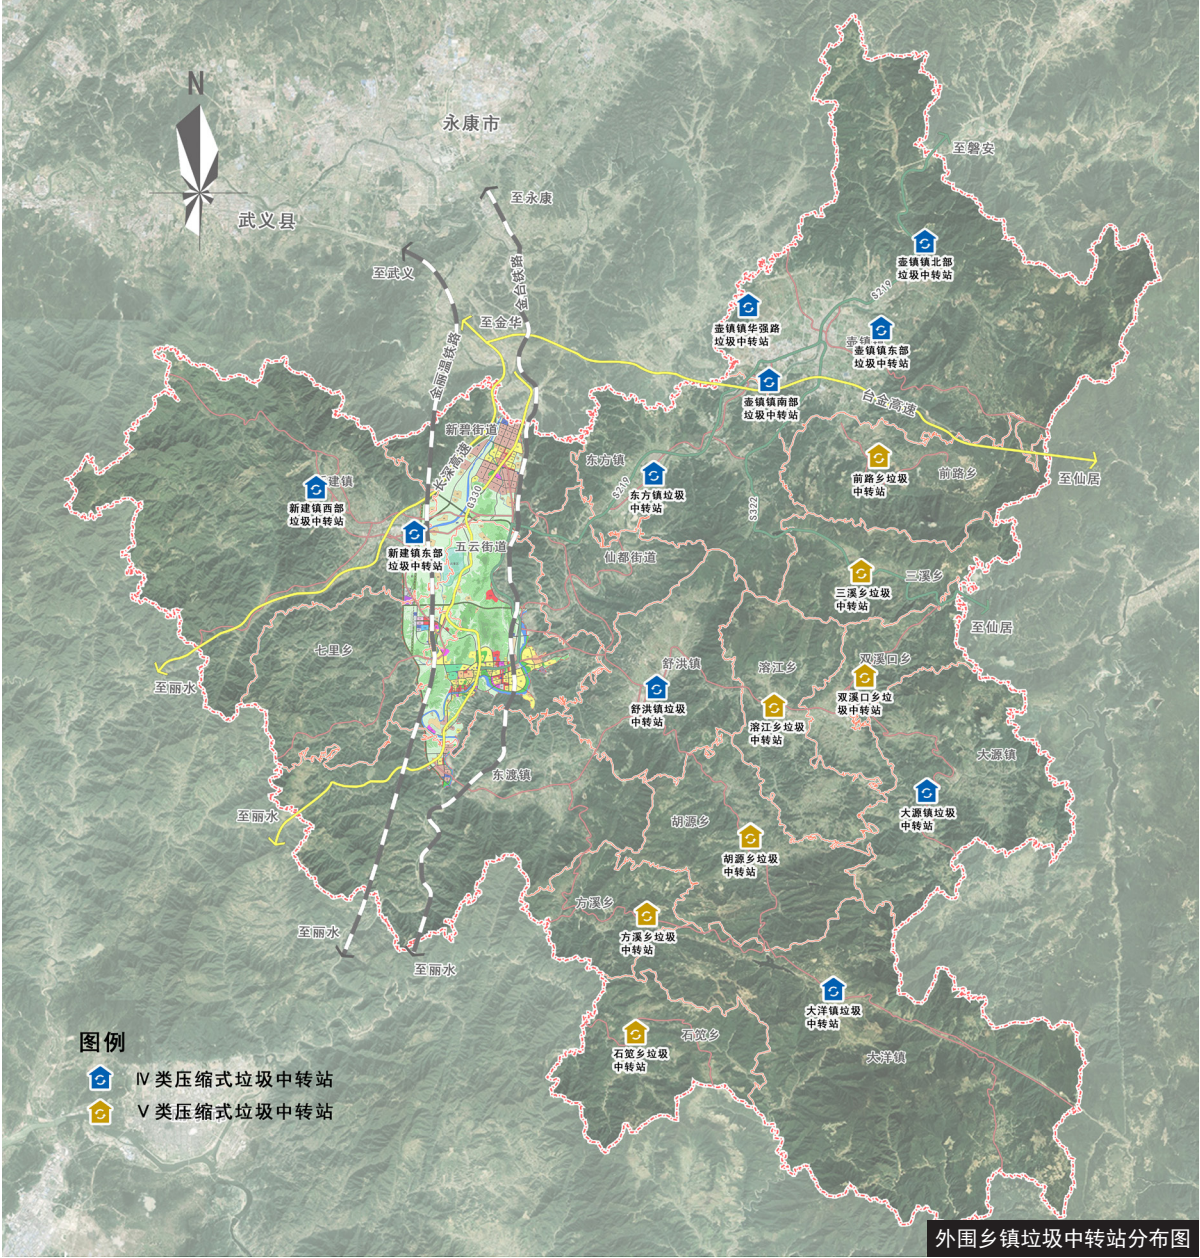 N
永康市
武义县
至磐安
至永康
至武义
金台铁路
至金华
金丽温铁路
壶镇镇北部
垃圾中转站
S219
壶镇镇华强路
垃圾中转站
壶镇镇东部
垃圾中转站
壶镇镇南部
垃圾中转站
台金高速
新碧街道
长深高速
G330
东方镇
S219
东方镇垃圾
中转站
S322
前路乡垃圾
中转站
前路乡
至仙居
建镇
新建镇西部
垃圾中转站
新建镇东部
垃圾中转站
五云街道
仙都街道
三溪乡垃圾
中转站
三溪乡
至仙居
七里乡
至丽水
舒洪镇
舒洪镇垃圾
中转站
溶江乡
溶江乡垃圾
中转站
双溪口乡
双溪口乡垃
圾中转站
大源镇
大源镇垃圾
中转站
东渡镇
至丽水
胡源乡
胡源乡垃圾
中转站
方溪乡
方溪乡垃圾
中转站
至丽水
至丽水
大洋镇垃圾
中转站
大洋镇
石笕乡
石笕乡垃圾
中转站
图例
Ⅳ 类压缩式垃圾中转站
Ⅴ 类压缩式垃圾中转站
外围乡镇垃圾中转站分布图